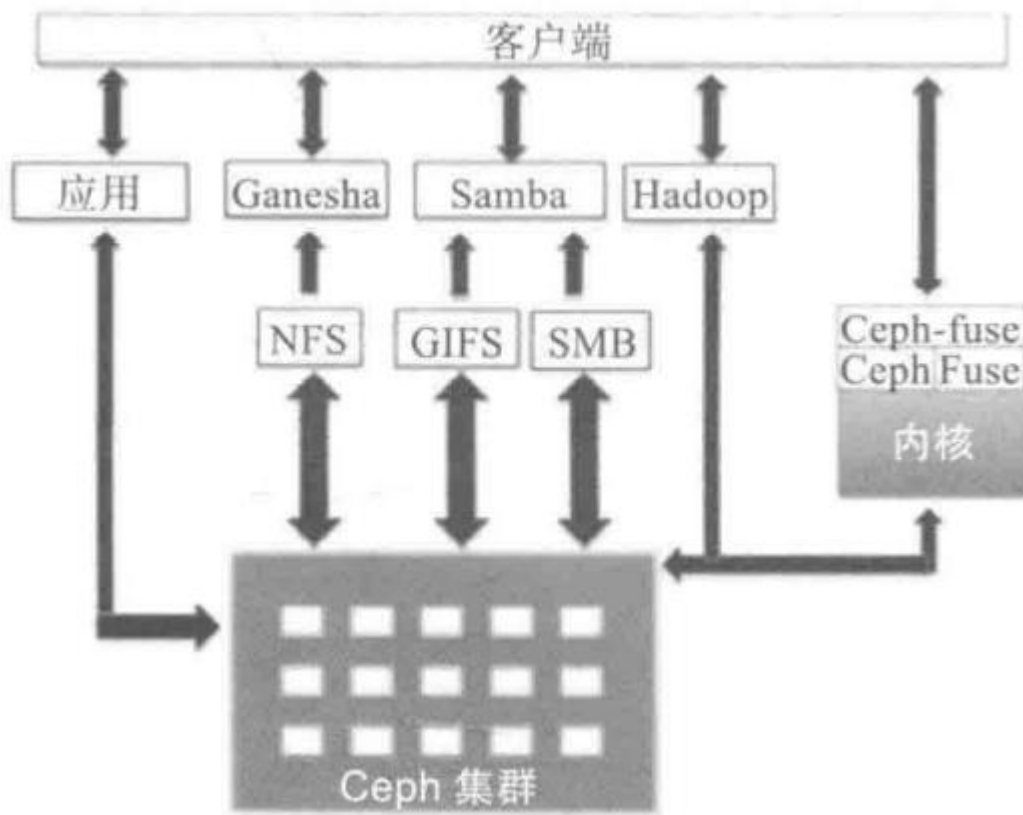 客户端
应用
Ganesha
Samba
Hadoop
NFS
GIFS
SMB
Ceph-fuse
Ceph Fuse
内核
Ceph 集群